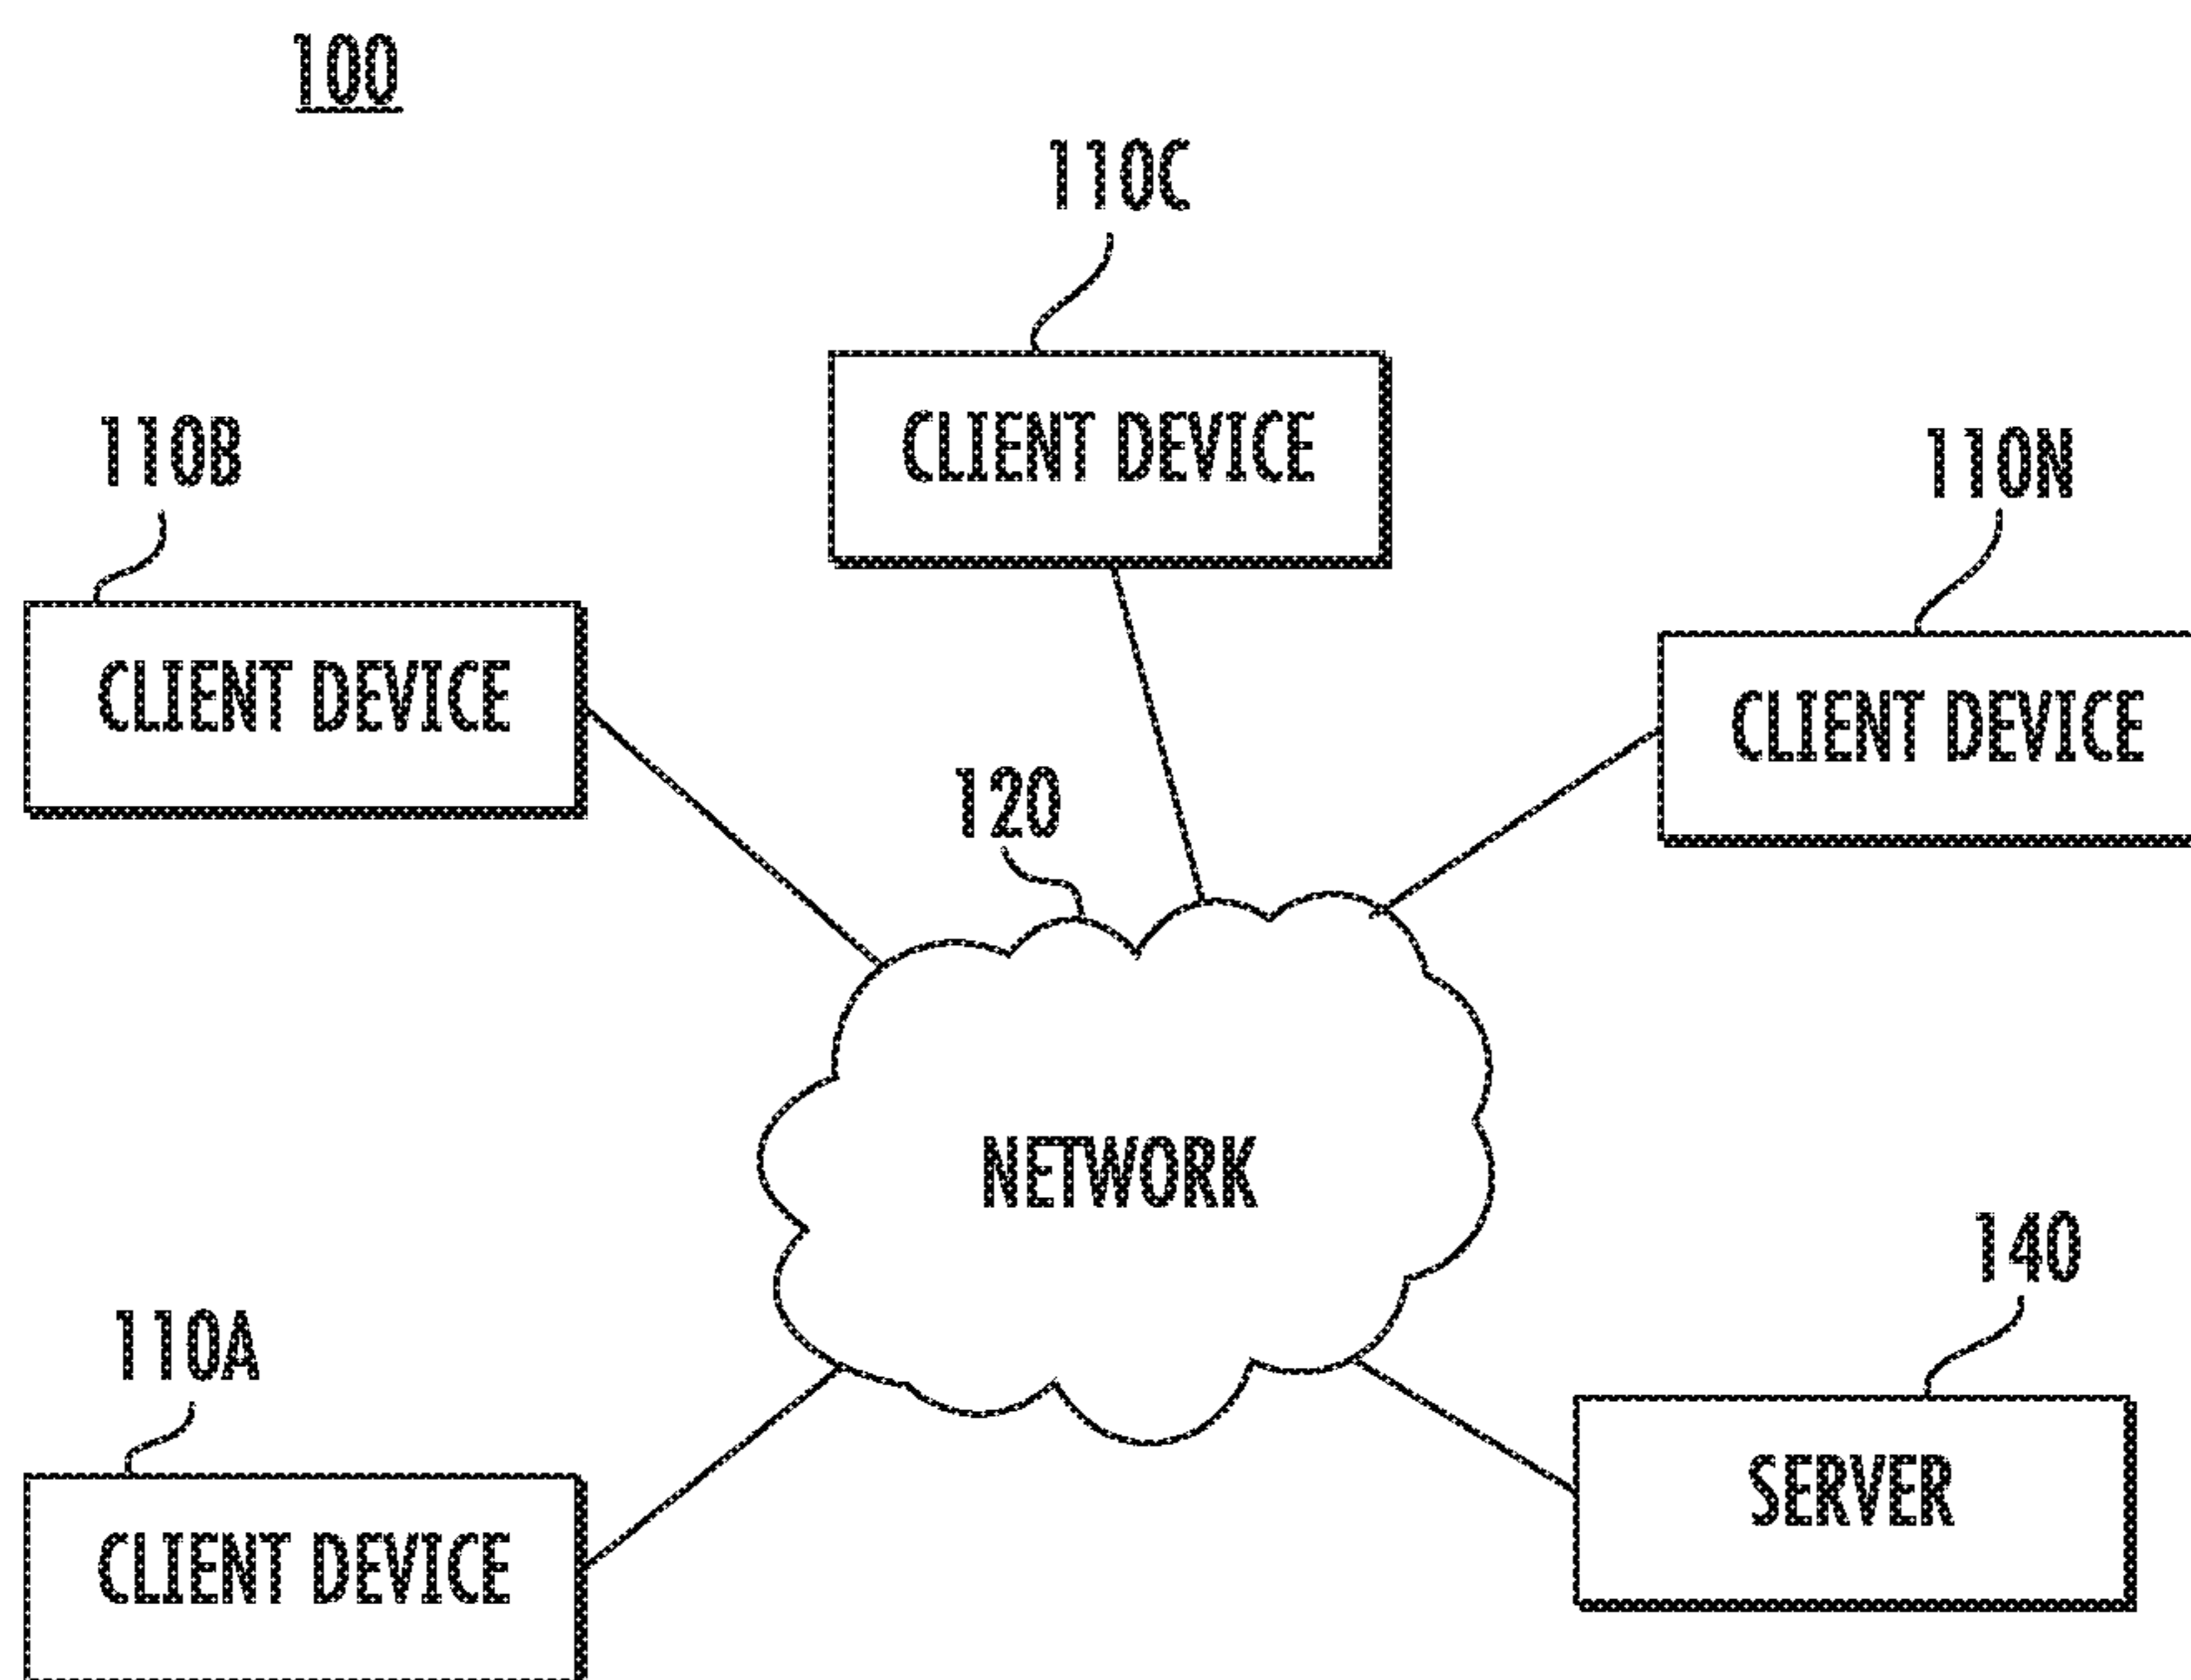 100
110C
CLIENT DEVICE
110B
CLIENT DEVICE
110N
CLIENT DEVICE
120
NETWORK
110A
CLIENT DEVICE
140
SERVER